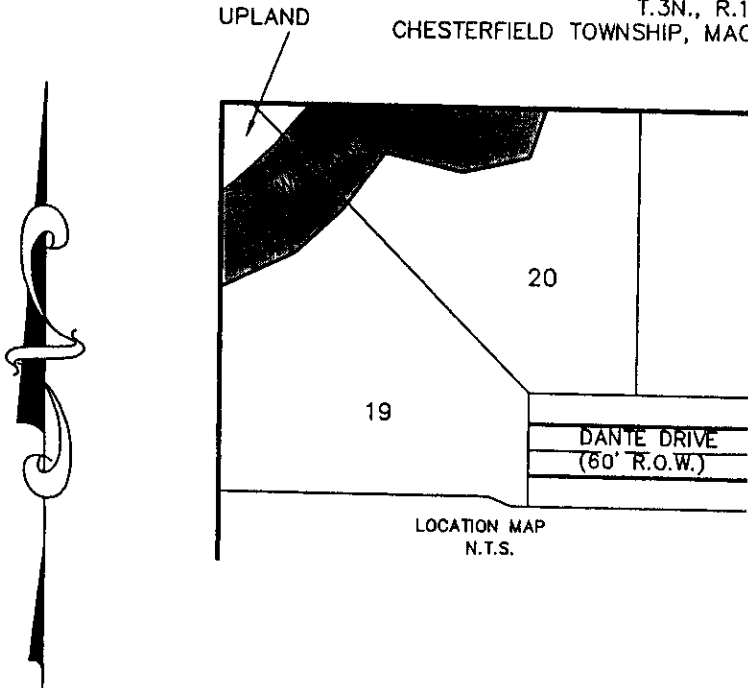 UPLAND
T.3N., R.1
CHESTERFIELD TOWNSHIP, MAC
20
19
DANTE DRIVE
(60' R.O.W.)
LOCATION MAP
N.T.S.